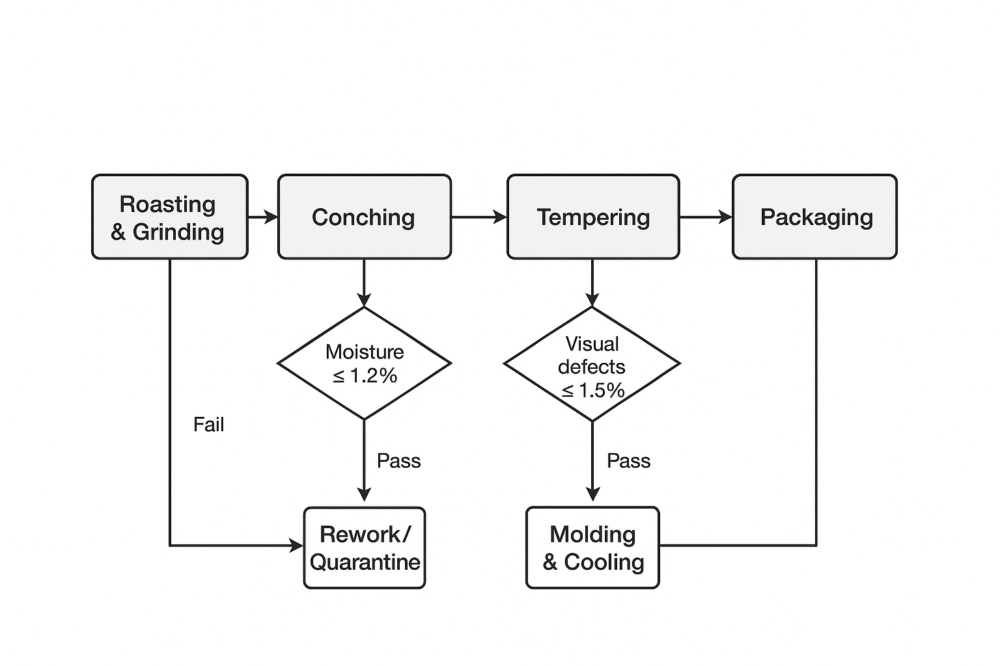 Roasting
& Grinding
Conching
Tempering
Packaging
Moisture
≤ 1.2%
Visual
defects
≤ 1.5%
Fail
Pass
Pass
Rework/
Quarantine
Molding
& Cooling